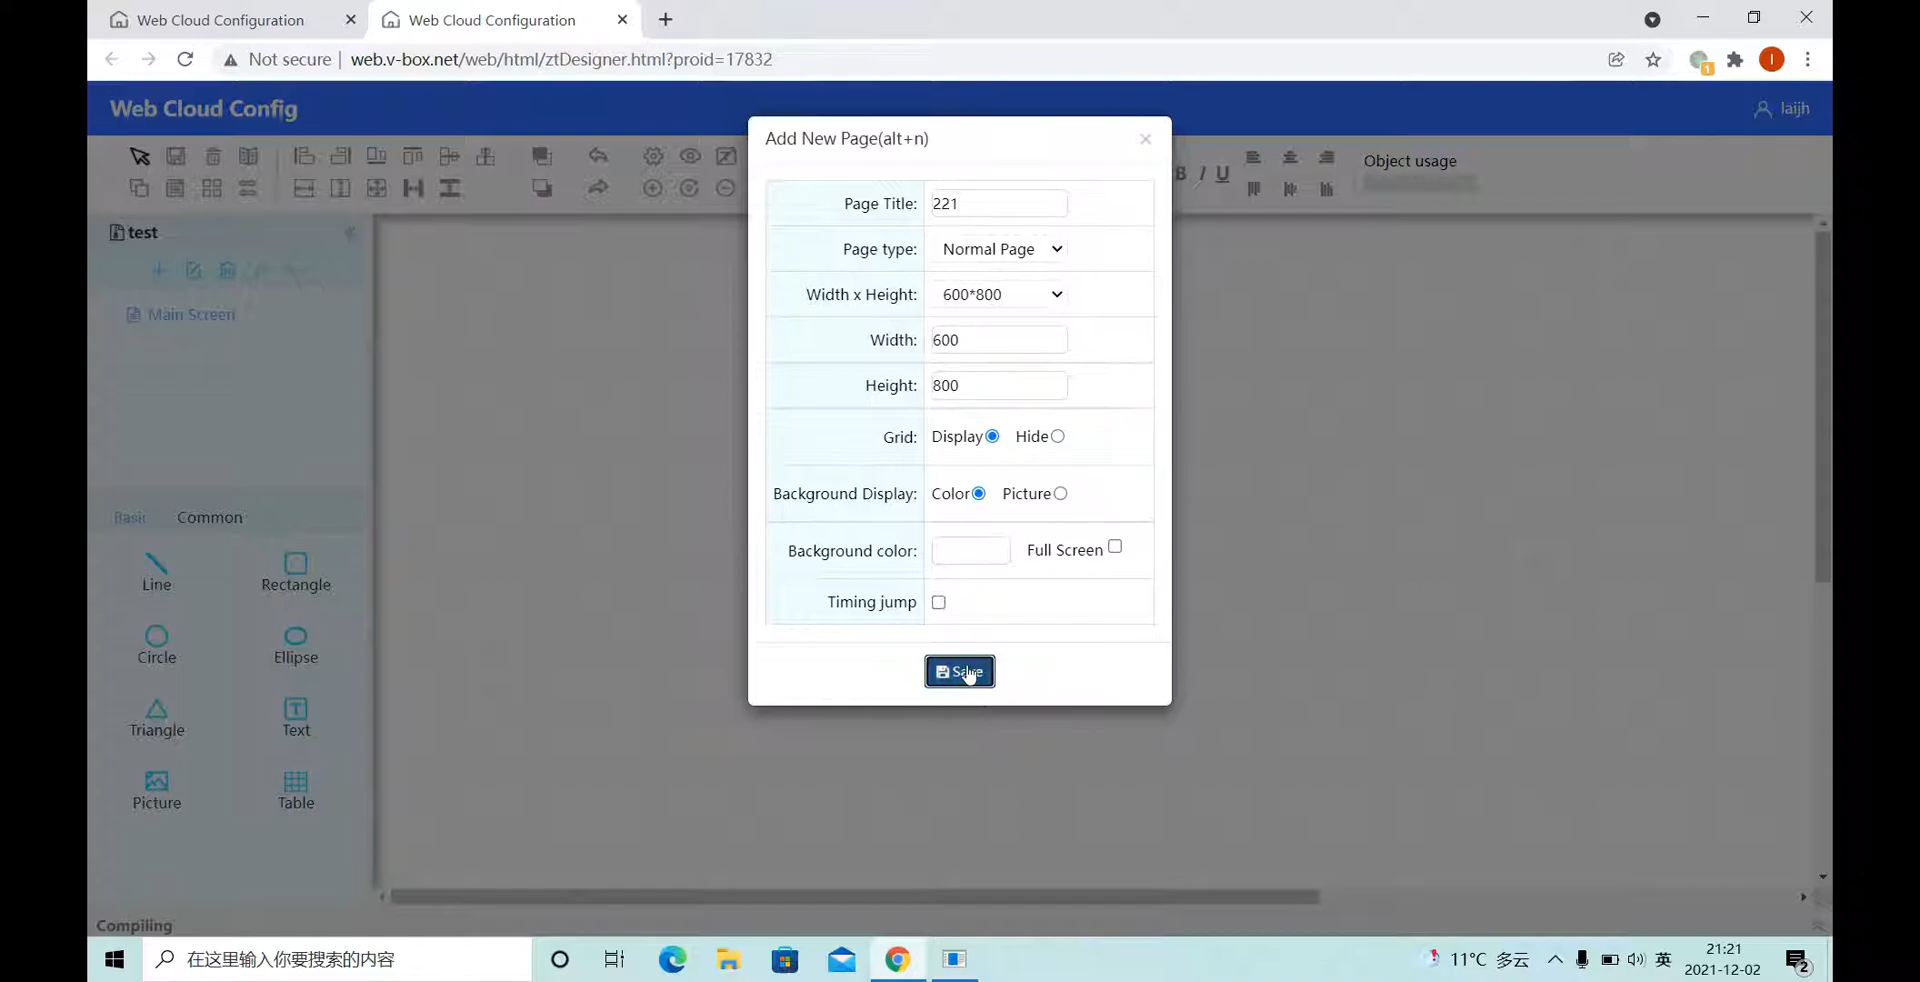 Web Cloud Configuration
Web Cloud Configuration
Not secure | web.v-box.net/web/html/ztDesigner.html?proid=17832
1
I
Web Cloud Config
laijh
Add New Page(alt+n)
B I U
Object usage
test
Main Screen
Page Title: 221
Page type: Normal Page
Width x Height: 600*800
Width: 600
Height: 800
Grid: Display Hide
Background Display: Color Picture
Background color: Full Screen
Timing jump
Save
Basic Common
Line Rectangle
Circle Ellipse
Triangle Text
Picture Table
Compiling
在这里输入你要搜索的内容
11°C 多云
英
21:21
2021-12-02
2